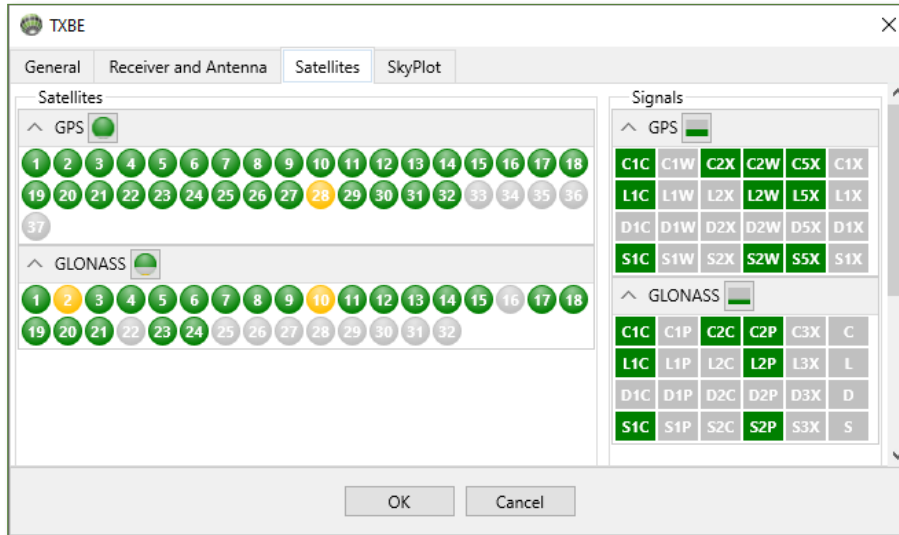 TXBE
General Receiver and Antenna Satellites SkyPlot
Satellites
GPS
1 2 3 4 5 6 7 8 9 10 11 12 13 14 15 16 17 18
19 20 21 22 23 24 25 26 27 28 29 30 31 32 33 34 35 36
37
GLONASS
1 2 3 4 5 6 7 8 9 10 11 12 13 14 15 16 17 18
19 20 21 22 23 24 25 26 27 28 29 30 31 32
Signals
GPS
C1C C1W C2X C2W C5X C1X
L1C L1W L2X L2W L5X L1X
D1C D1W D2X D2W D5X D1X
S1C S1W S2X S2W S5X S1X
GLONASS
C1C C1P C2C C2P C3X C
L1C L1P L2C L2P L3X L
D1C D1P D2C D2P D3X D
S1C S1P S2C S2P S3X S
OK Cancel